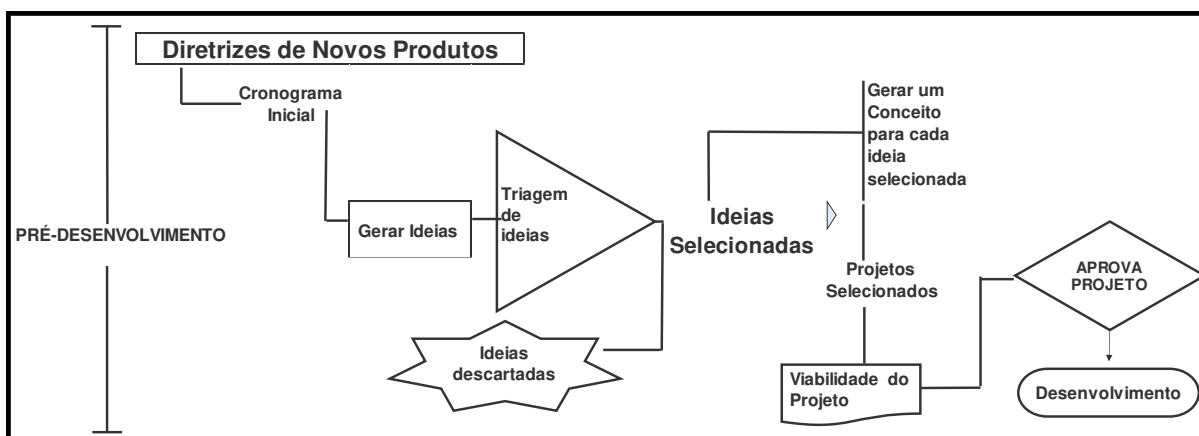 Diretrizes de Novos Produtos
Cronograma
Inicial
PRÉ-DESENVOLVIMENTO
Gerar Ideias
Triagem
de
ideias
Ideias
descartadas
Ideias
Selecionadas
Gerar um
Conceito
para cada
ideia
selecionada
Projetos
Selecionados
Viabilidade do
Projeto
APROVA
PROJETO
Desenvolvimento